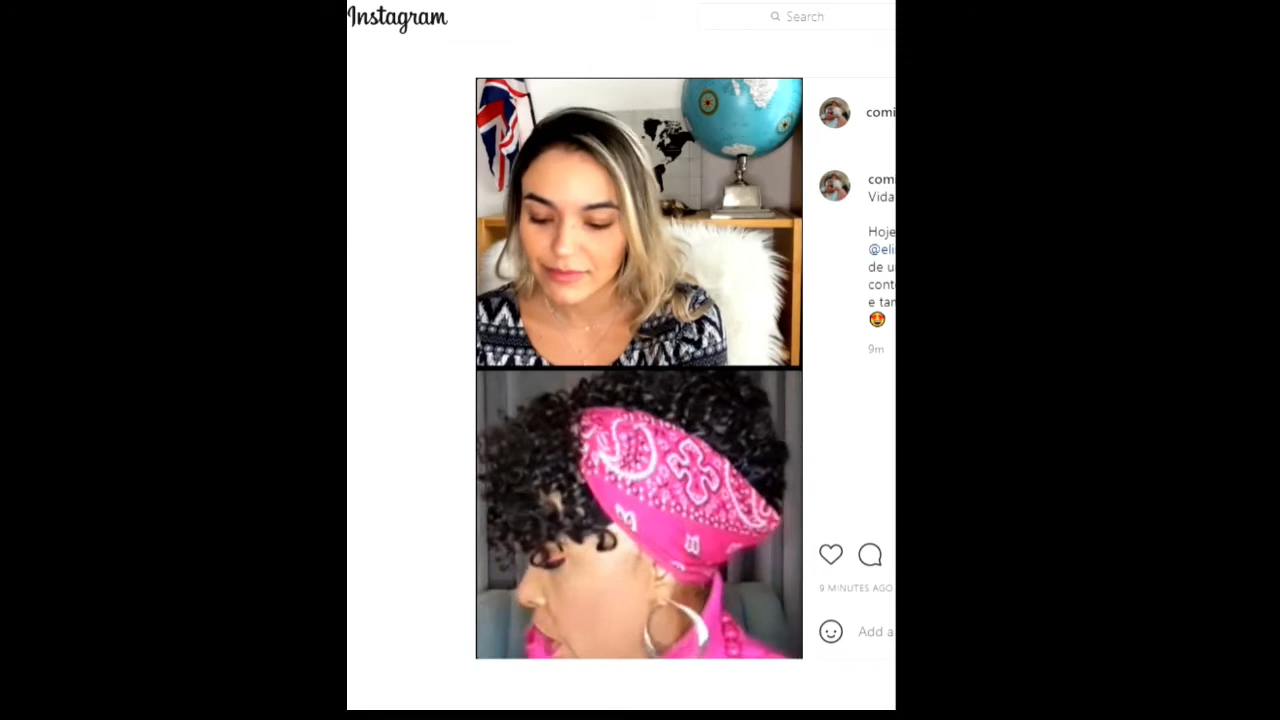 Instagram
Search
comi
com
Vida
Hoje
@eli
de u
cont
e tar
9m
9 MINUTES AGO
Add a